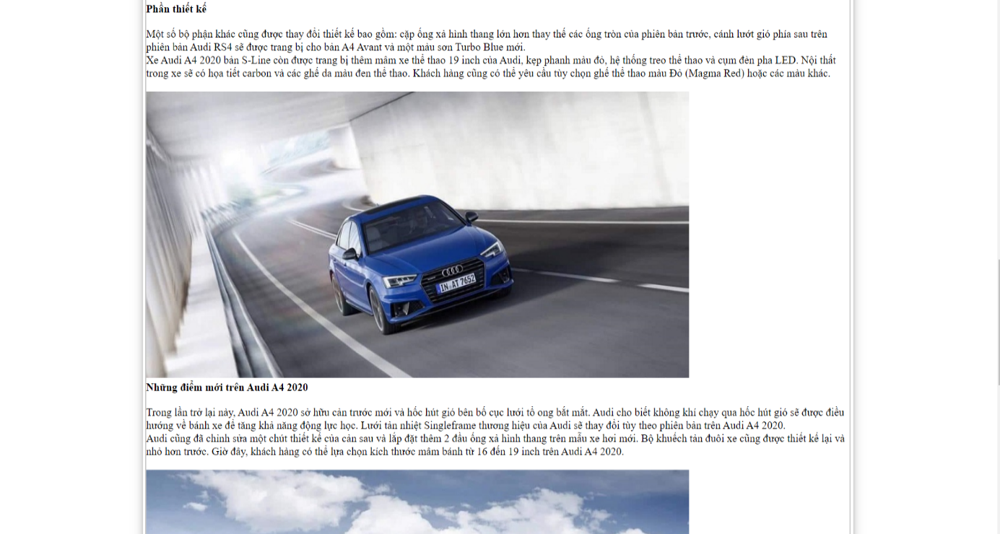 Phần thiết kế
Một số bộ phận khác cũng được thay đổi thiết kế bao gồm: cặp ống xả hình thang lớn hơn thay thế các ống tròn của phiên bản trước, cánh lướt gió phía sau trên
phiên bản Audi RS4 sẽ được trang bị cho bản A4 Avant và một màu sơn Turbo Blue mới.
Xe Audi A4 2020 bản S-Line còn được trang bị thêm mâm xe thể thao 19 inch của Audi, kẹp phanh màu đỏ, hệ thống treo thể thao và cụm đèn pha LED. Nội thất
trong xe sẽ có họa tiết carbon và các ghế da màu đen thể thao. Khách hàng cũng có thể yêu cầu tùy chọn ghế thể thao màu Đỏ (Magma Red) hoặc các màu khác.
IN AT 7652
Những điểm mới trên Audi A4 2020
Trong lần trở lại này, Audi A4 2020 sở hữu cản trước mới và hốc hút gió bên bố cục lưới tổ ong bắt mắt. Audi cho biết không khí chạy qua hốc hút gió sẽ được điều
hướng về bánh xe để tăng khả năng động lực học. Lưới tản nhiệt Singleframe thương hiệu của Audi sẽ thay đổi tùy theo phiên bản trên Audi A4 2020.
Audi cũng đã chỉnh sửa một chút thiết kế của cản sau và lắp đặt thêm 2 đầu ống xả hình thang trên mẫu xe hơi mới. Bộ khuếch tán đuôi xe cũng được thiết kế lại và
nhỏ hơn trước. Giờ đây, khách hàng có thể lựa chọn kích thước mâm bánh từ 16 đến 19 inch trên Audi A4 2020.